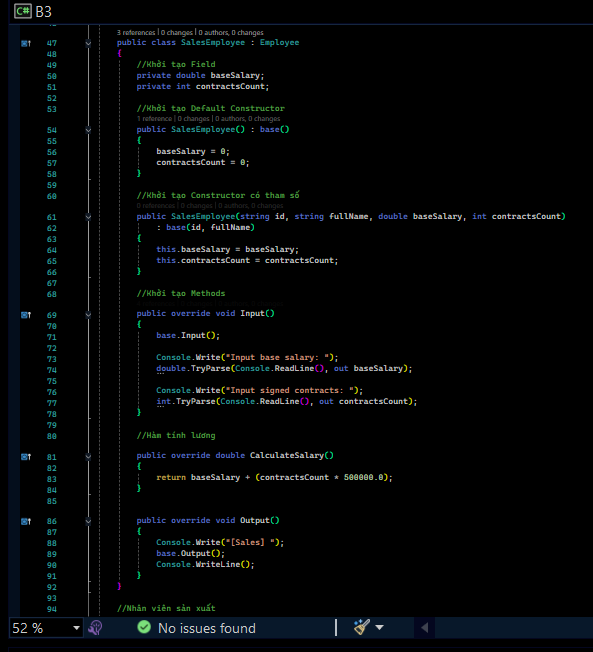 C# B3
3 references | 0 changes | 0 authors, 0 changes
47 public class SalesEmployee : Employee
48 {
49 //Khởi tạo Field
50 private double baseSalary;
51 private int contractsCount;
52
53 //Khởi tạo Default Constructor
1 reference | 0 changes | 0 authors, 0 changes
54 public SalesEmployee() : base()
55 {
56 baseSalary = 0;
57 contractsCount = 0;
58 }
59
60 //Khởi tạo Constructor có tham số
0 references | 0 changes | 0 authors, 0 changes
61 public SalesEmployee(string id, string fullName, double baseSalary, int contractsCount)
62 : base(id, fullName)
63 {
64 this.baseSalary = baseSalary;
65 this.contractsCount = contractsCount;
66 }
67
68 //Khởi tạo Methods
69 public override void Input()
70 {
71 base.Input();
72
73 Console.Write("Input base salary: ");
74 double.TryParse(Console.ReadLine(), out baseSalary);
75
76 Console.Write("Input signed contracts: ");
77 int.TryParse(Console.ReadLine(), out contractsCount);
78 }
79
80 //Hàm tính lương
81 public override double CalculateSalary()
82 {
83 return baseSalary + (contractsCount * 500000.0);
84 }
85
86 public override void Output()
87 {
88 Console.Write("[Sales] ");
89 base.Output();
90 Console.WriteLine();
91 }
92 }
93
94 //Nhân viên sản xuất
52 % No issues found